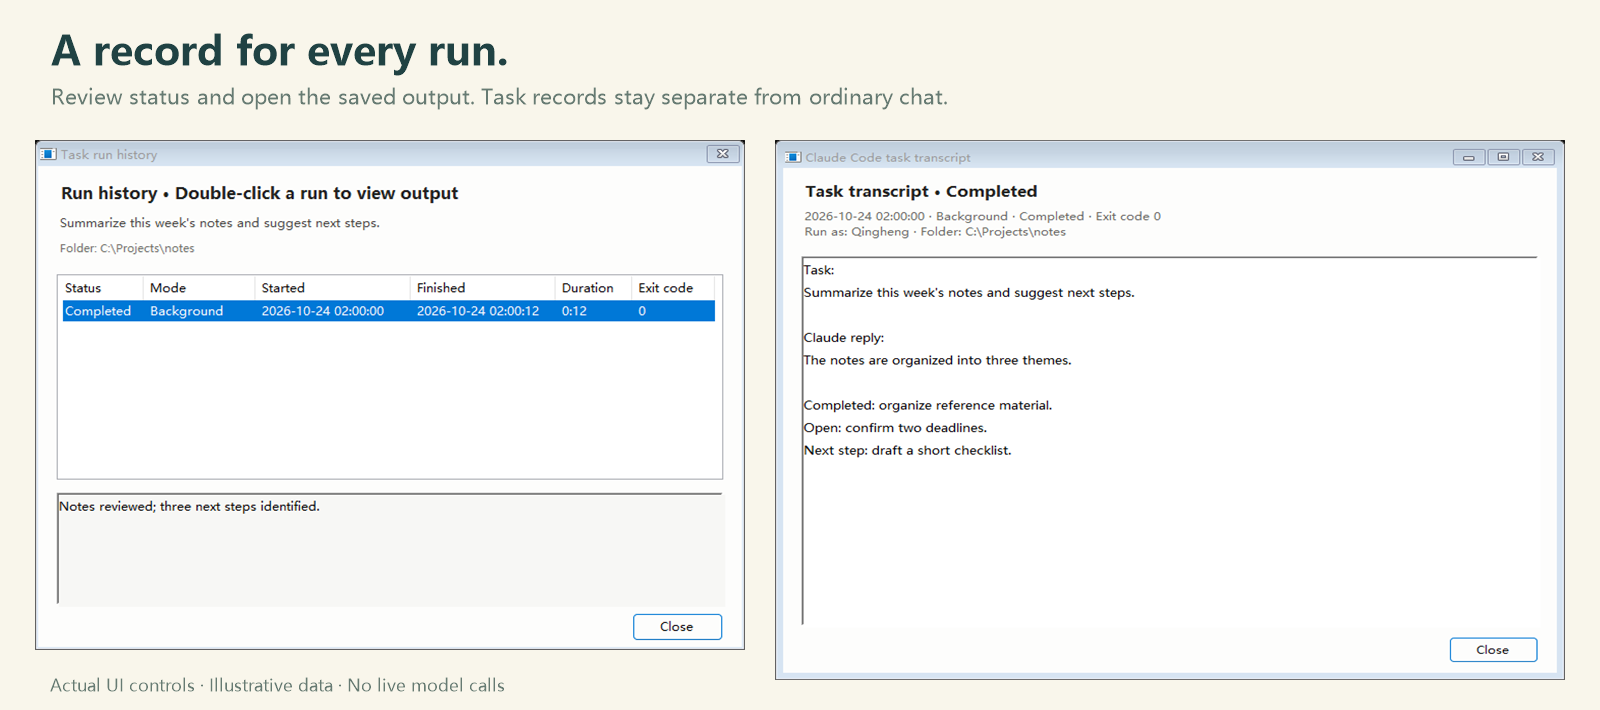 A record for every run.
Review status and open the saved output. Task records stay separate from ordinary chat.
Task run history
Run history • Double-click a run to view output
Summarize this week's notes and suggest next steps.
Folder: C:\Projects\notes
Status Mode Started Finished Duration Exit code
Completed Background 2026-10-24 02:00:00 2026-10-24 02:00:12 0:12 0
Notes reviewed; three next steps identified.
Close
Claude Code task transcript
Task transcript • Completed
2026-10-24 02:00:00 · Background · Completed · Exit code 0
Run as: Qingheng · Folder: C:\Projects\notes
Task:
Summarize this week's notes and suggest next steps.
Claude reply:
The notes are organized into three themes.
Completed: organize reference material.
Open: confirm two deadlines.
Next step: draft a short checklist.
Close
Actual UI controls · Illustrative data · No live model calls